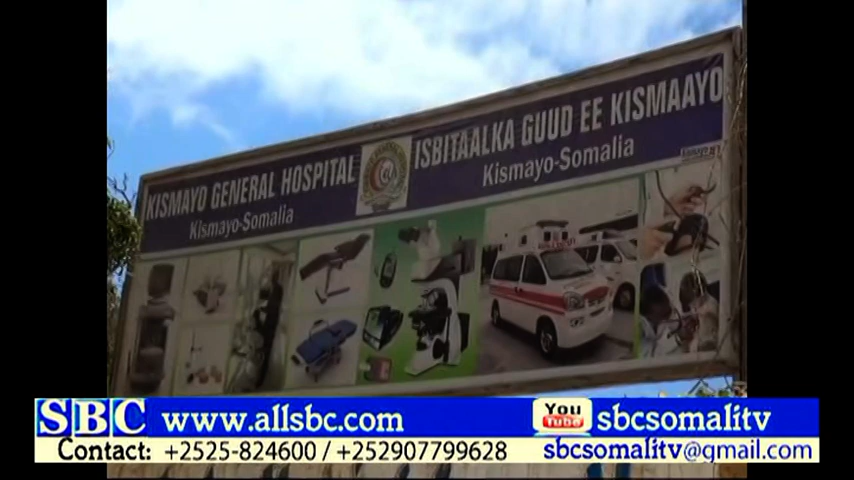 KISMAYO GENERAL HOSPITAL
Kismayo-Somalia
ISBITAALKA GUUD EE KISMAAYO
Kismayo-Somalia
SBC www.allsbc.com You Tube sbcsomalitv
Contact: +2525-824600 / +252907799628 sbcsomalitv@gmail.com